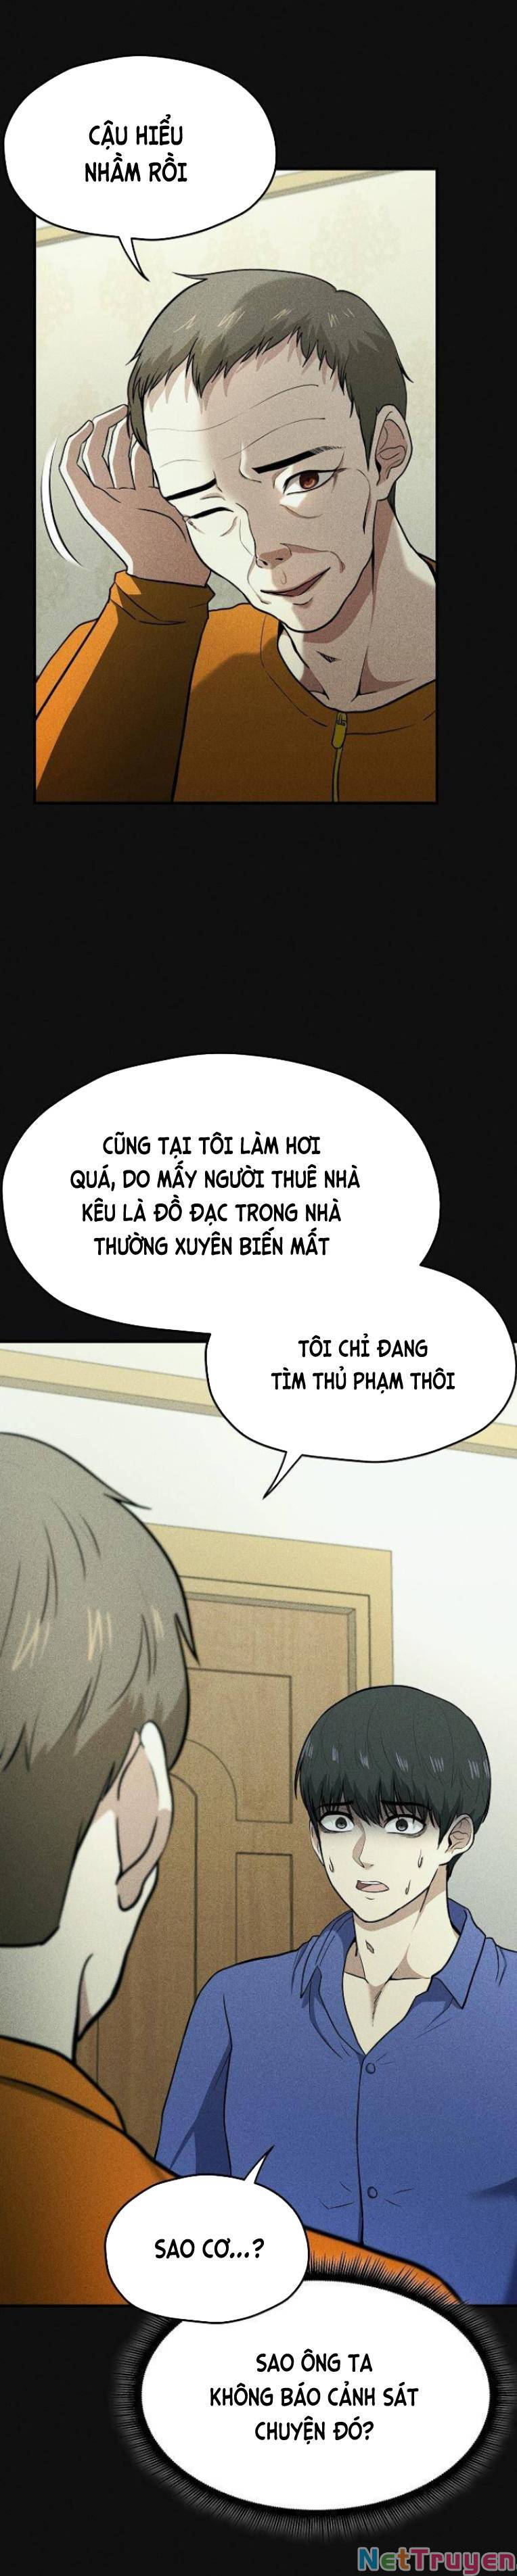 CẬU HIỂU
NHẦM RỒI
CŨNG TẠI TÔI LÀM HƠI
QUÁ, DO MẤY NGƯỜI THUÊ NHÀ
KÊU LÀ ĐỒ ĐẠC TRONG NHÀ
THƯỜNG XUYÊN BIẾN MẤT
TÔI CHỈ ĐANG
TÌM THỦ PHẠM THÔI
SAO CƠ...?
SAO ÔNG TA
KHÔNG BÁO CẢNH SÁT
CHUYỆN ĐÓ?
NetTruyen